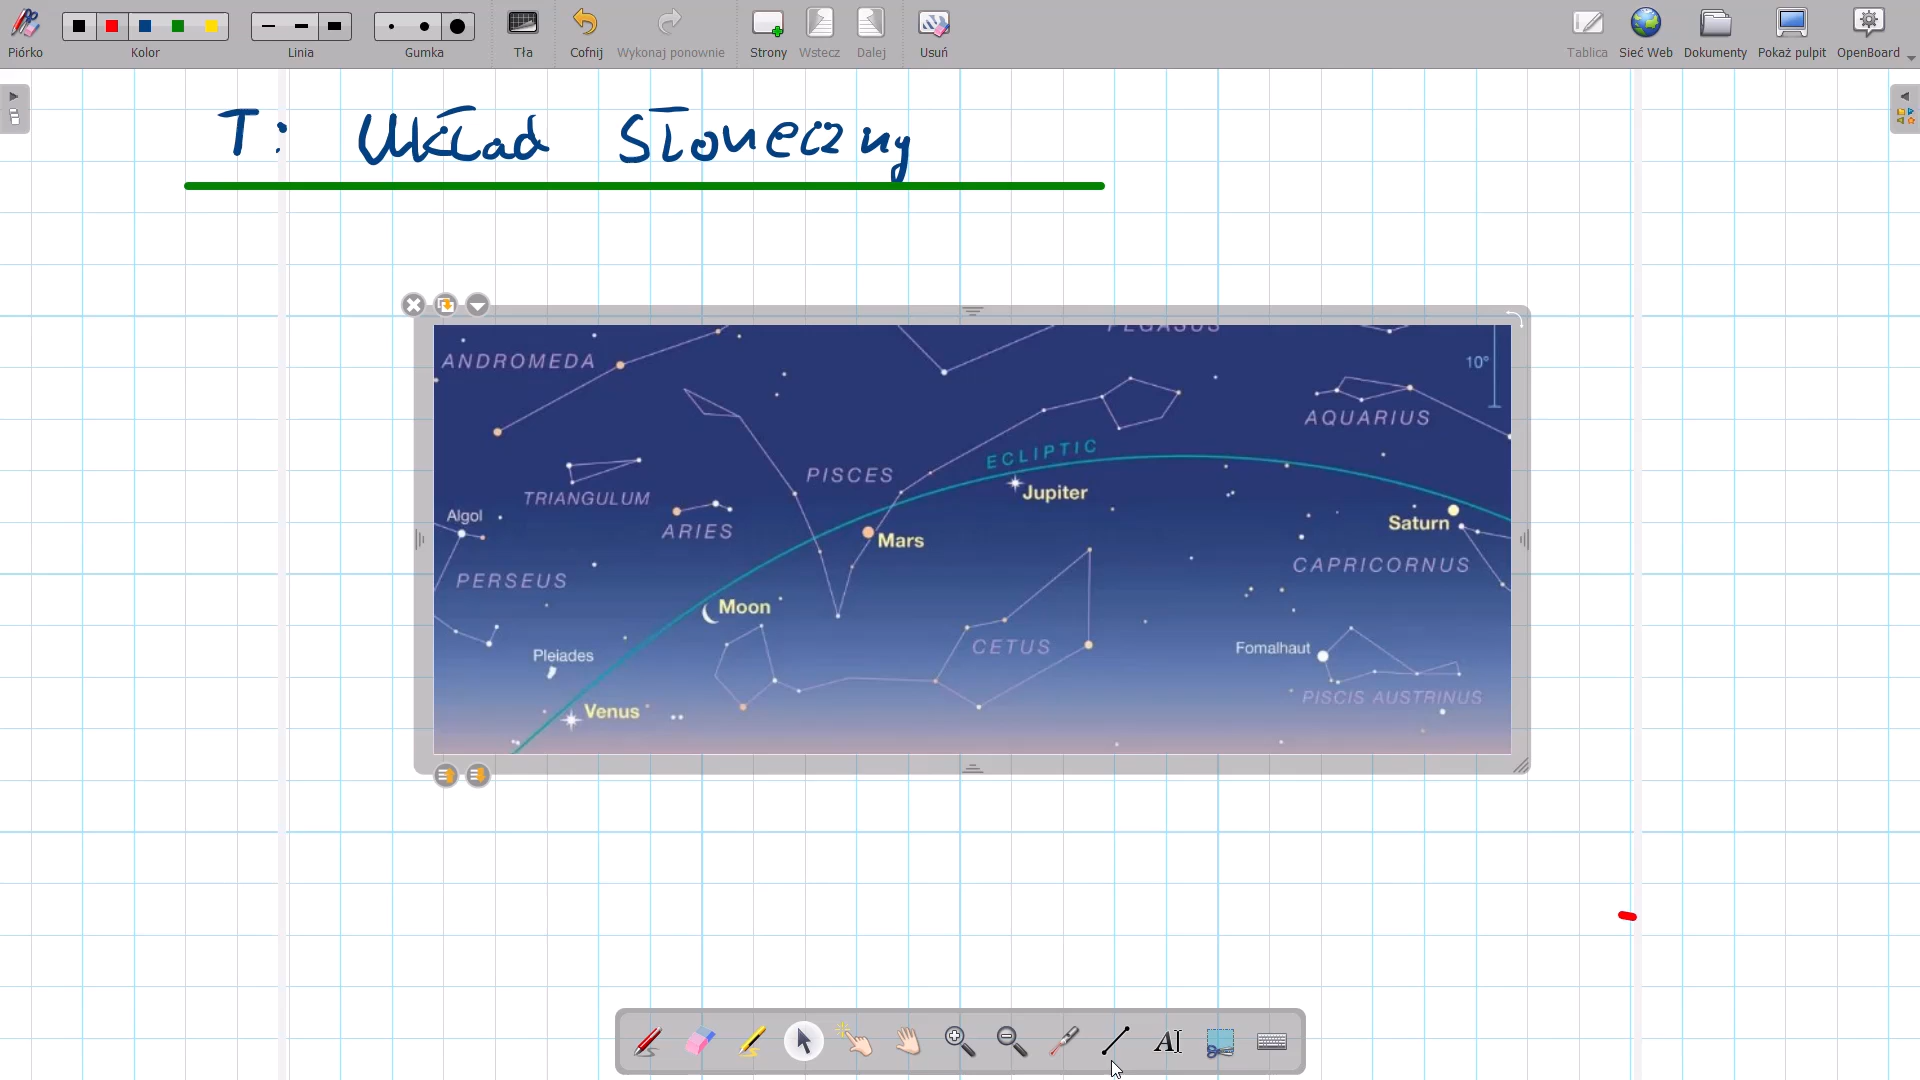 Piórko Kolor Linia Gumka Tła Cofnij Wykonaj ponownie Strony Wstecz Dalej Usuń Tablica Sieć Web Dokumenty Pokaż pulpit OpenBoard
T: Układ Słoneczny
PEGASUS
ANDROMEDA
10°
AQUARIUS
ECLIPTIC
PISCES
Jupiter
TRIANGULUM
Algol
Saturn
ARIES
Mars
CAPRICORNUS
PERSEUS
Moon
CETUS
Fomalhaut
Pleiades
PISCIS AUSTRINUS
Venus